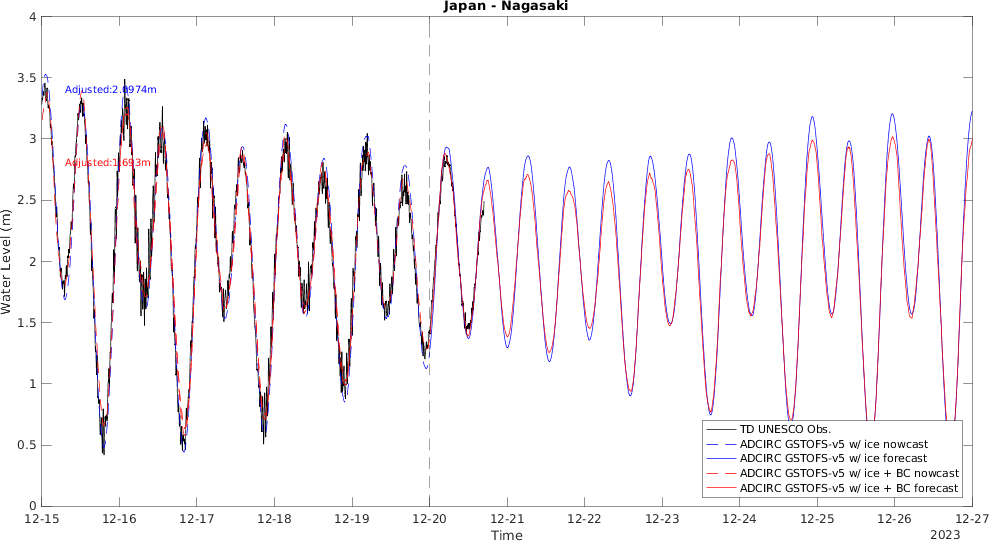 Japan - Nagasaki
4
3.5
3
2.5
2
1.5
1
0.5
0
Water Level (m)
Adjusted:2.0974m
Adjusted:1.693m
TD UNESCO Obs.
ADCIRC GSTOFS-v5 w/ ice nowcast
ADCIRC GSTOFS-v5 w/ ice forecast
ADCIRC GSTOFS-v5 w/ ice + BC nowcast
ADCIRC GSTOFS-v5 w/ ice + BC forecast
12-15 12-16 12-17 12-18 12-19 12-20 12-21 12-22 12-23 12-24 12-25 12-26 12-27
Time
2023